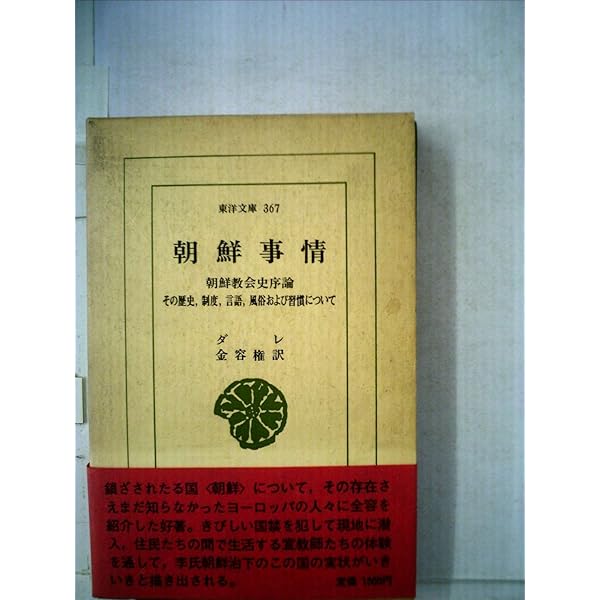 東洋文庫 367
朝鮮事情
朝鮮教会史序論
その歴史，制度，言語，風俗および習慣について
ダレ
金容権訳
鎖ざされたる国〈朝鮮〉について，その存在さ
えまだ知らなかったヨーロッパの人々に全容を
紹介した好著。きびしい国禁を犯して現地に潜
入，住民たちの間で生活する宣教師たちの体験
を通して，李氏朝鮮治下のこの国の実状がいき
いきと描き出される。
定価 1000円